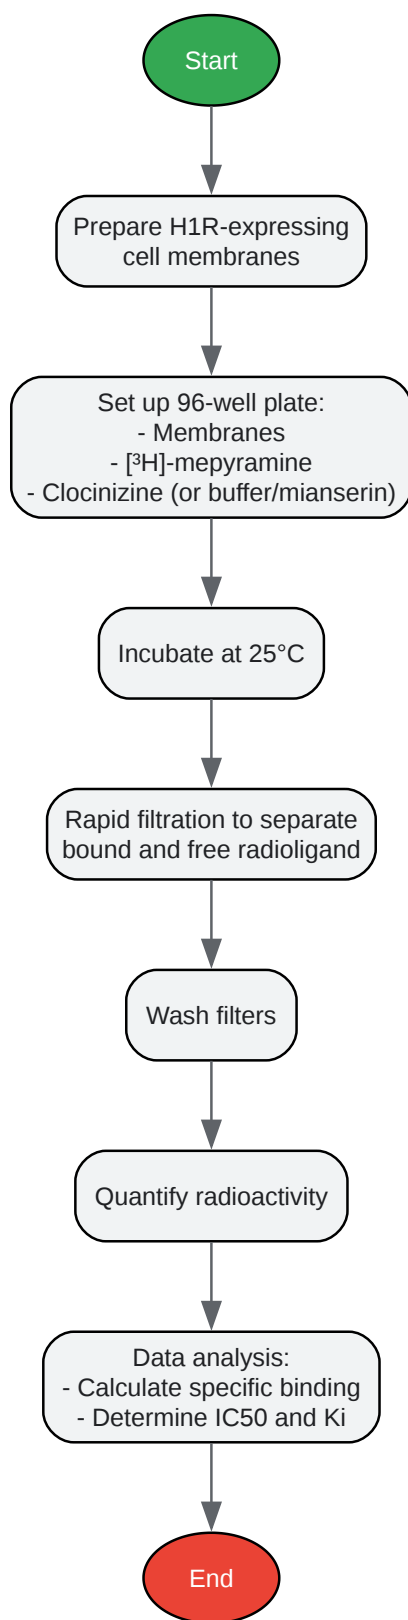 Start
Prepare H1R-expressing
cell membranes
Set up 96-well plate:
- Membranes
- [³H]-mepyramine
- Clocinizine (or buffer/mianserin)
Incubate at 25°C
Rapid filtration to separate
bound and free radioligand
Wash filters
Quantify radioactivity
Data analysis:
- Calculate specific binding
- Determine IC50 and Ki
End